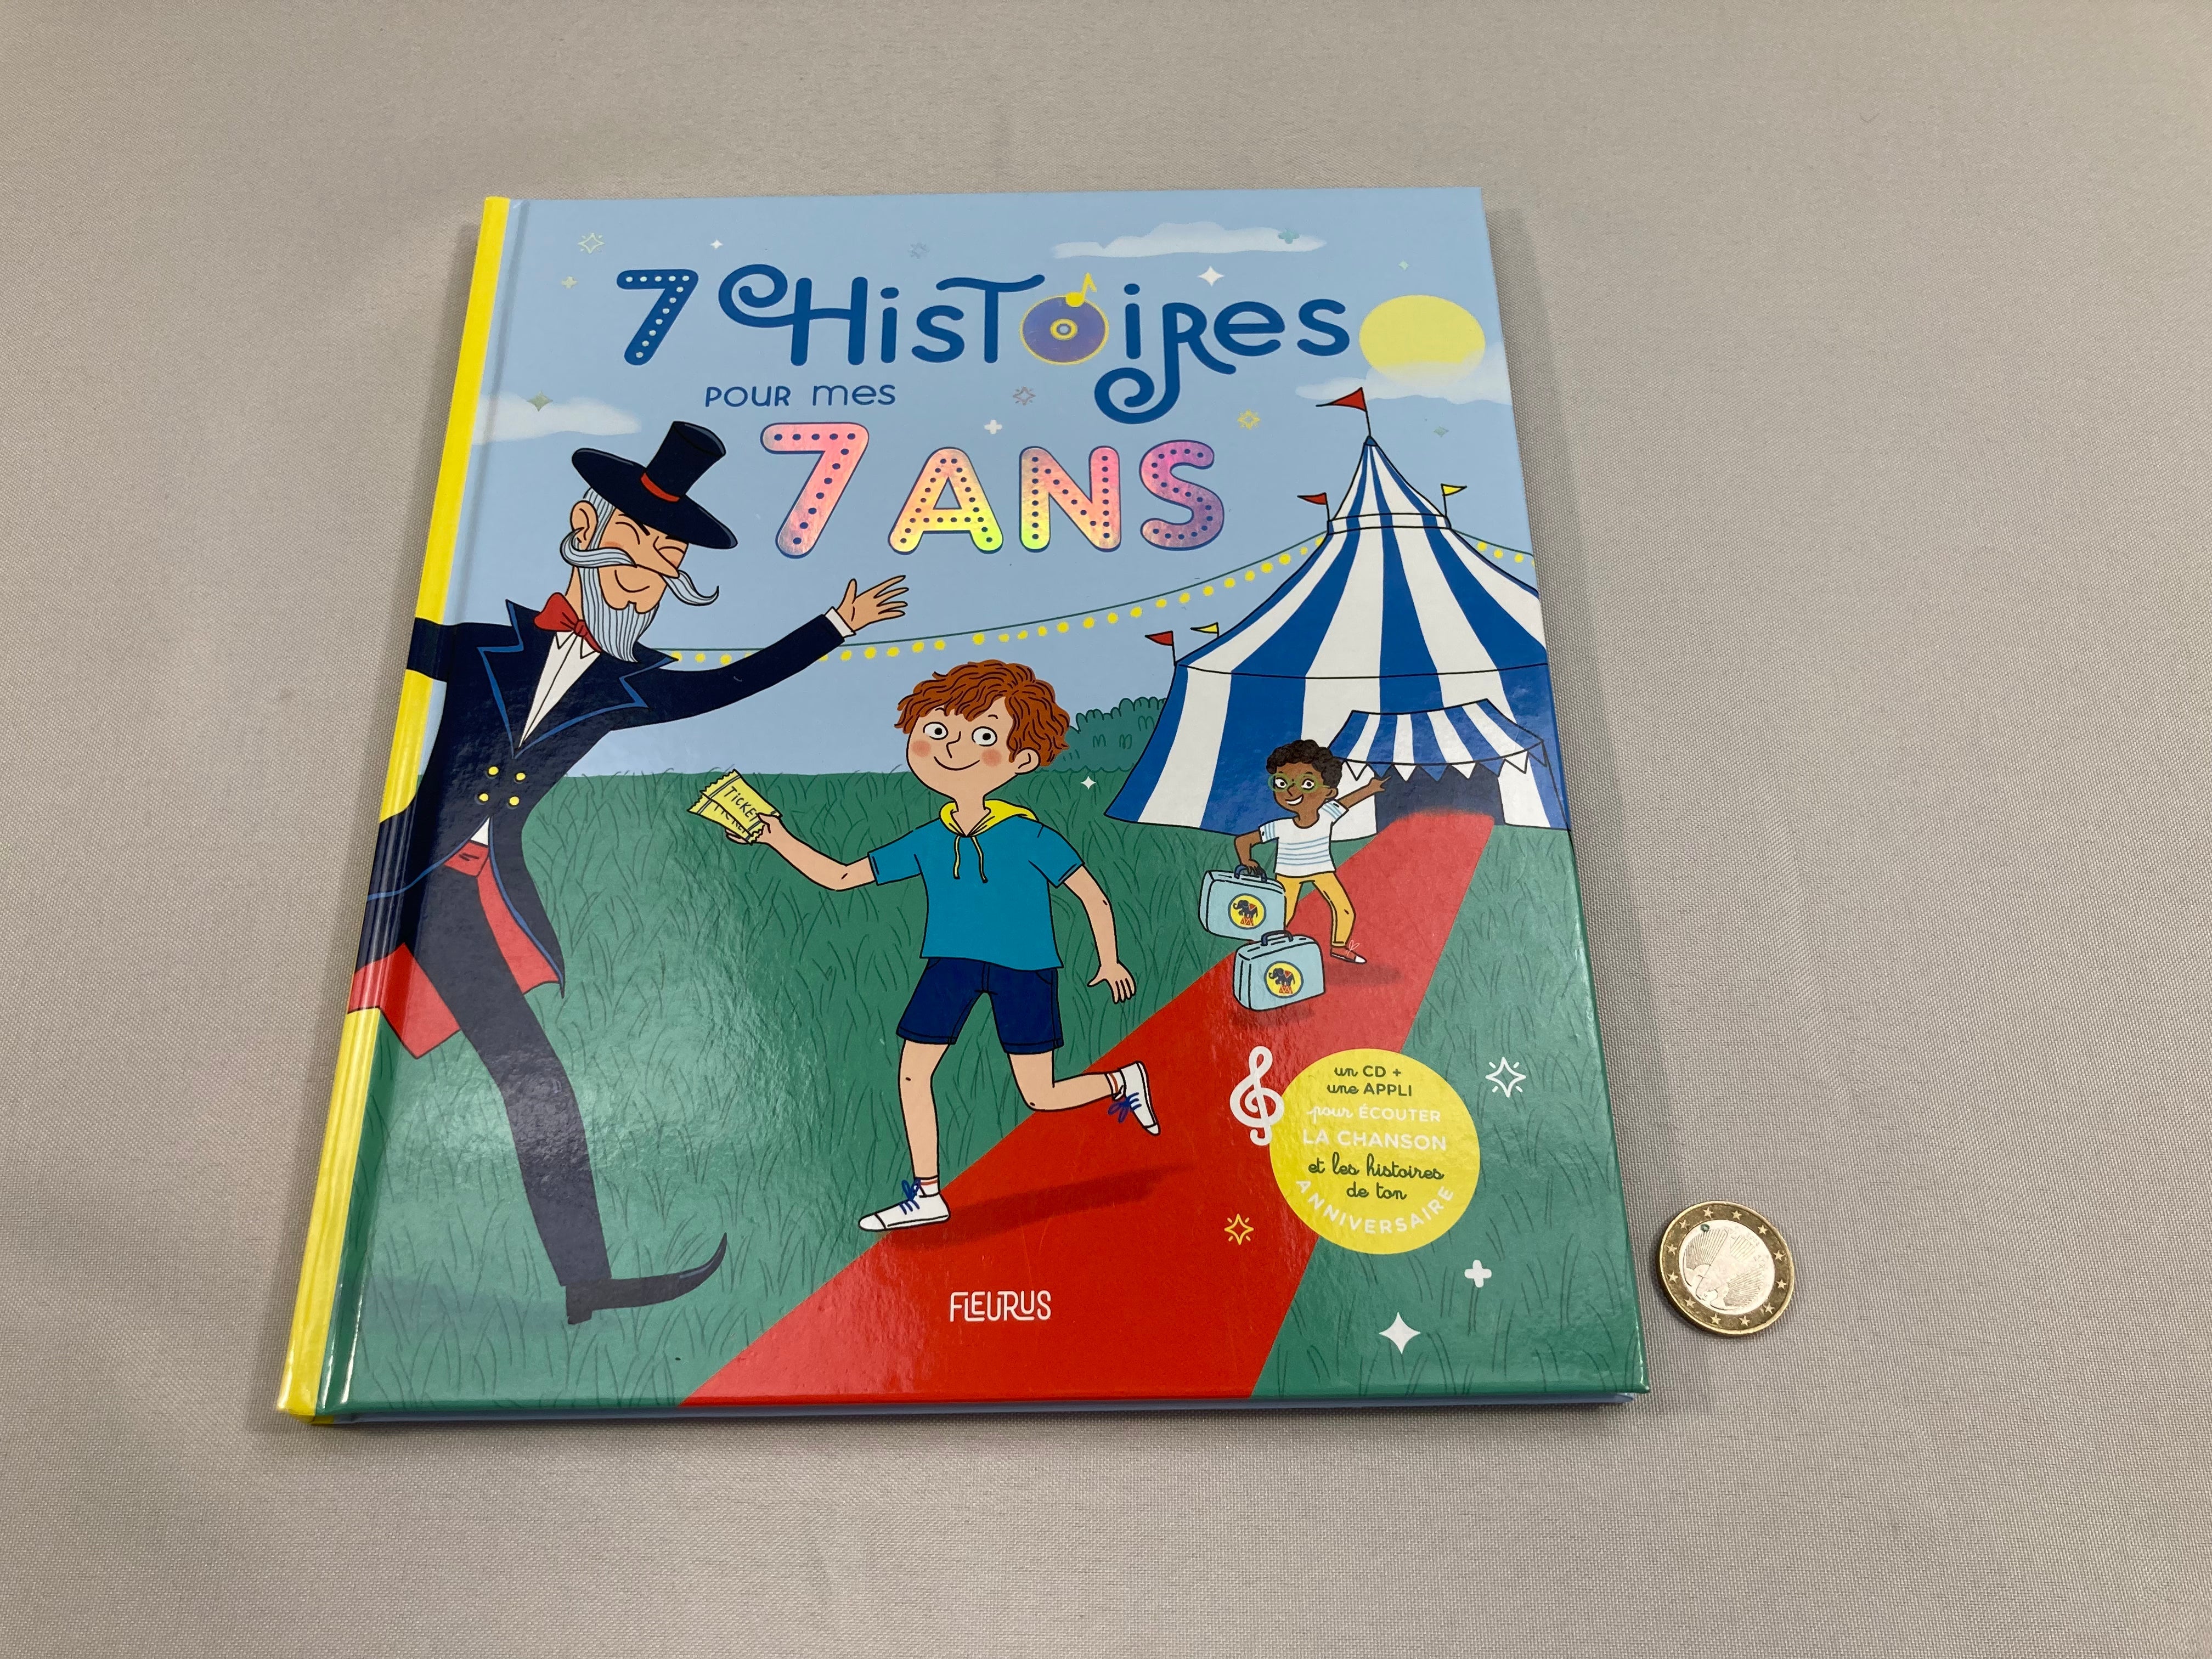 7 Histoires
pour mes
7 ANS
TICKET
un CD +
une APPLI
pour ÉCOUTER
LA CHANSON
et les histoires
de ton
ANNIVERSAIRE
FLEURUS